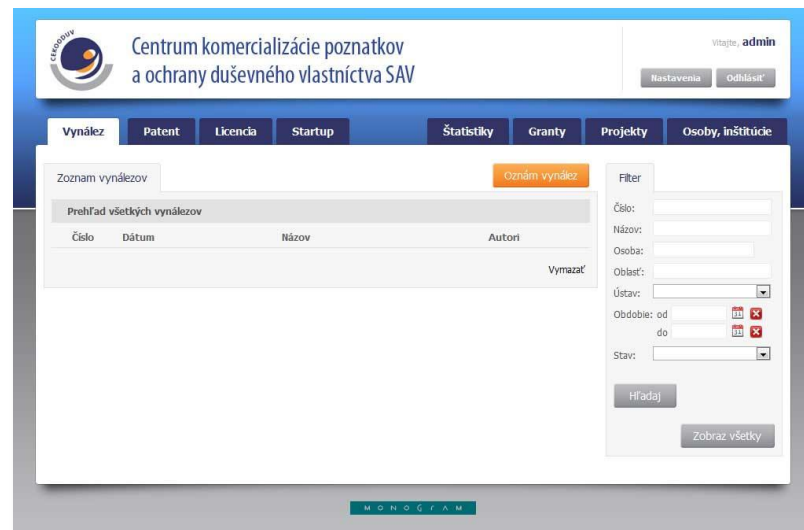 CEKOODUV
Centrum komercializácie poznatkov
a ochrany duševného vlastníctva SAV
Vitajte, admin
Nastavenia Odhlásiť
Vynález Patent Licencia Startup Štatistiky Granty Projekty Osoby, inštitúcie
Zoznam vynálezov
Oznám vynález
Prehľad všetkých vynálezov
Číslo Dátum Názov Autori
Vymazať
Filter
Číslo:
Názov:
Osoba:
Oblasť:
Ústav:
Obdobie: od
do
Stav:
Hľadaj
Zobraz všetky
MONOGRAM